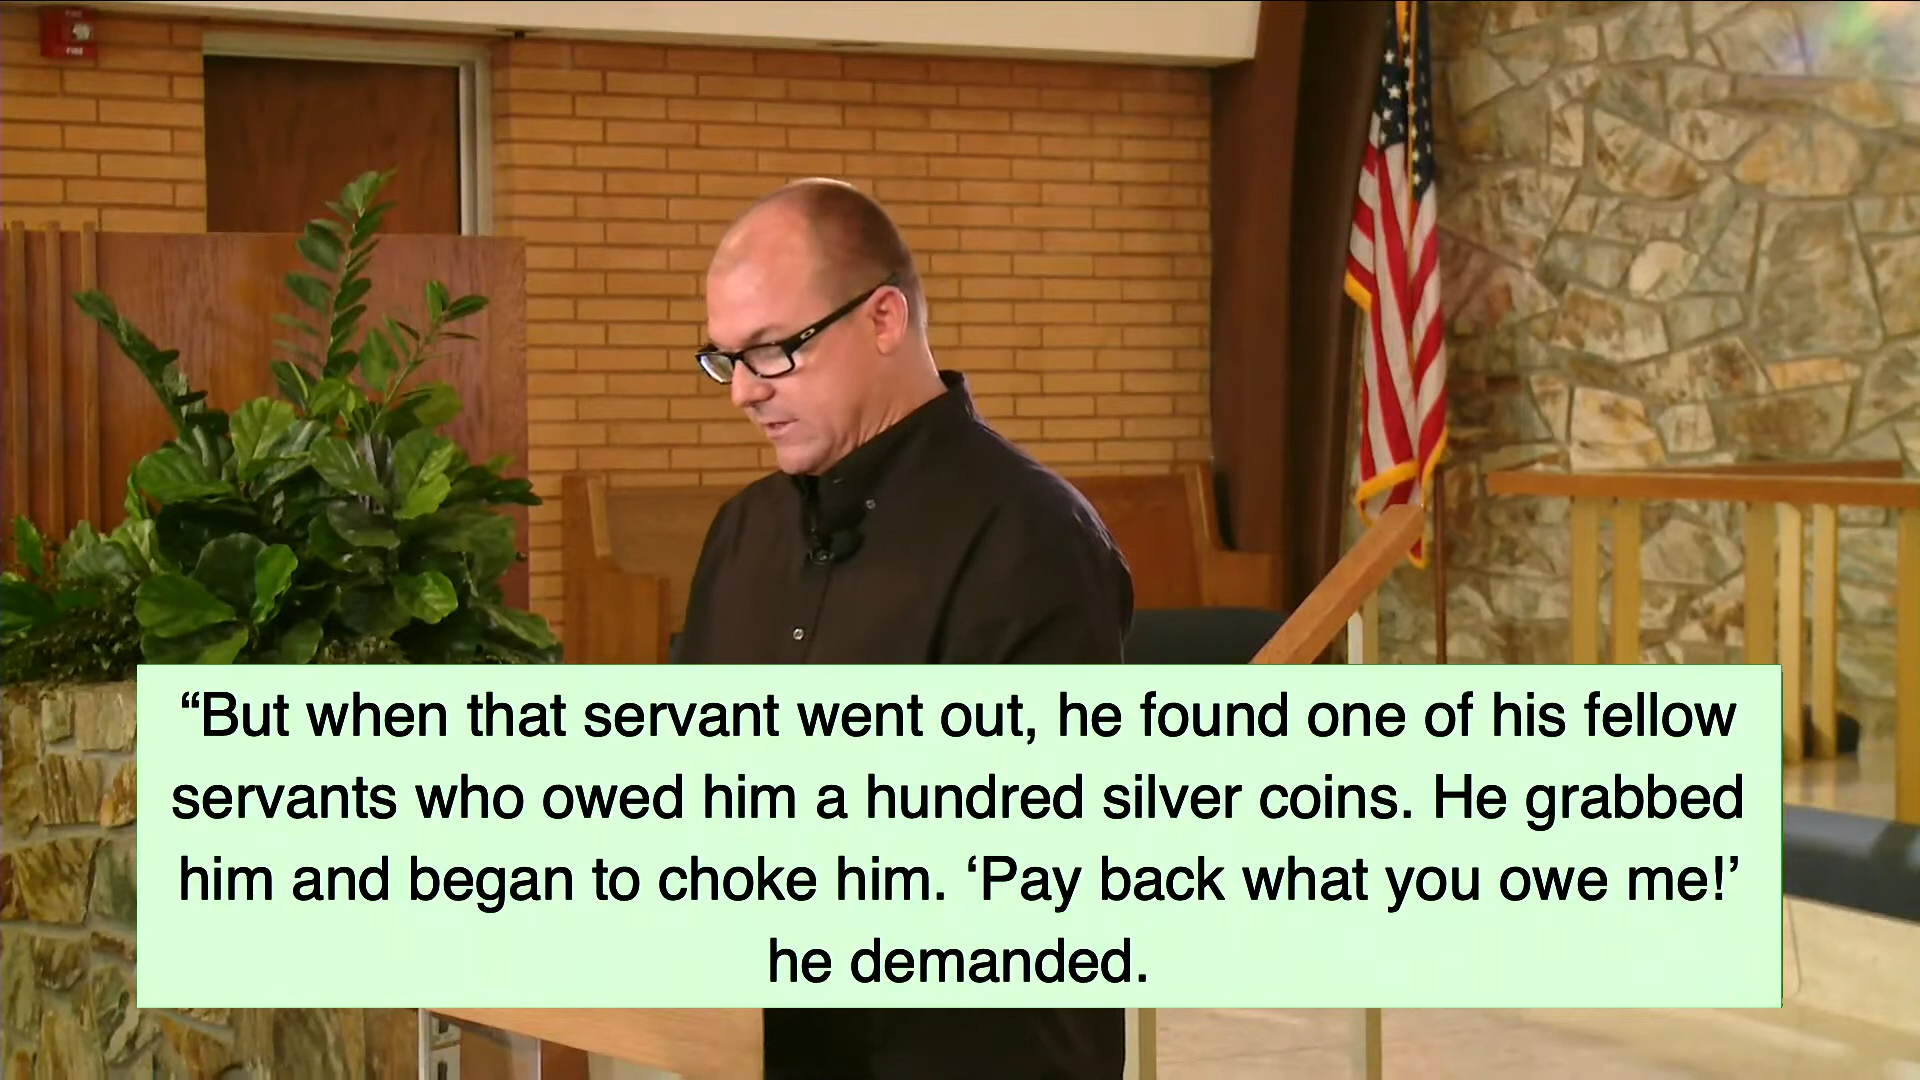 FIRE
“But when that servant went out, he found one of his fellow
servants who owed him a hundred silver coins. He grabbed
him and began to choke him. ‘Pay back what you owe me!’
he demanded.